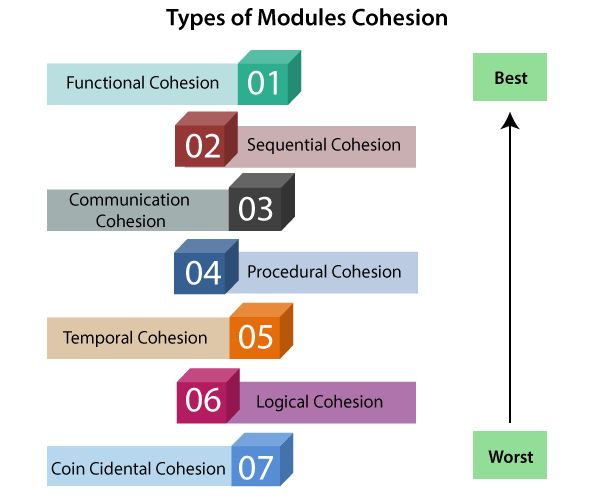 Types of Modules Cohesion
Functional Cohesion 01
Best
02 Sequential Cohesion
Communication
Cohesion
03
04 Procedural Cohesion
Temporal Cohesion 05
06 Logical Cohesion
Coin Cidental Cohesion 07
Worst